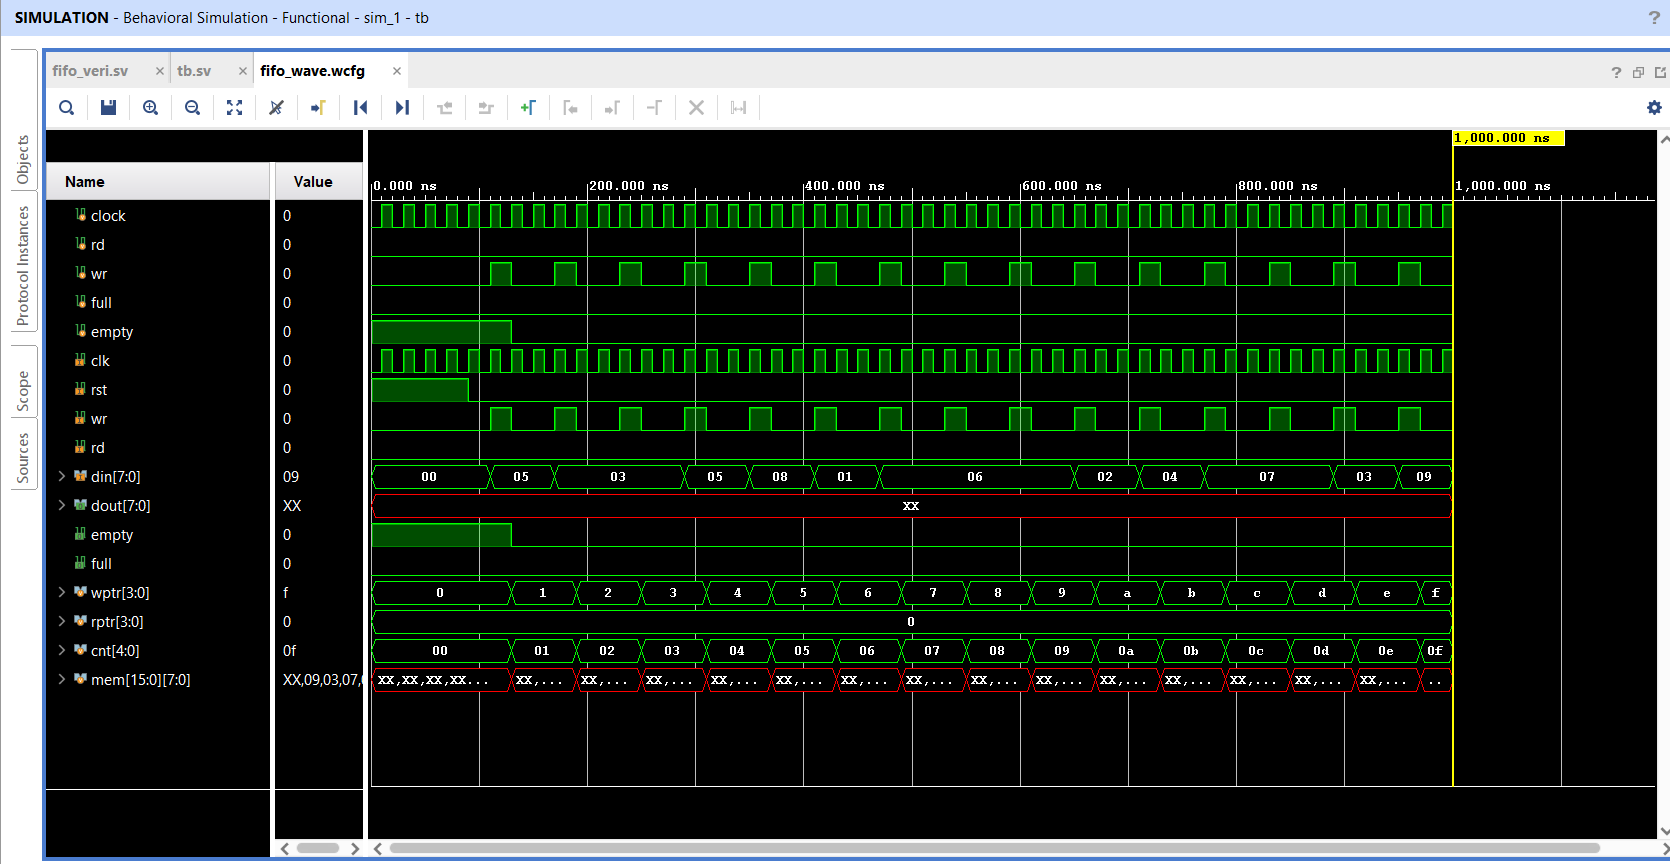 SIMULATION - Behavioral Simulation - Functional - sim_1 - tb
?
Objects
Protocol Instances
Scope
Sources
fifo_veri.sv × tb.sv × fifo_wave.wcfg ×
?
1,000.000 ns
Name Value
0.000 ns 200.000 ns 400.000 ns 600.000 ns 800.000 ns 1,000.000 ns
clock 0
rd 0
wr 0
full 0
empty 0
clk 0
rst 0
wr 0
rd 0
din[7:0] 09 00 05 03 05 08 01 06 02 04 07 03 09
dout[7:0] XX XX
empty 0
full 0
wptr[3:0] f 0 1 2 3 4 5 6 7 8 9 a b c d e f
rptr[3:0] 0 0
cnt[4:0] 0f 00 01 02 03 04 05 06 07 08 09 0a 0b 0c 0d 0e 0f
mem[15:0][7:0] XX,09,03,07, XX,XX,XX,XX... XX,... XX,... XX,... XX,... XX,... XX,... XX,... XX,... XX,... XX,... XX,... XX,... XX,... XX,... ..